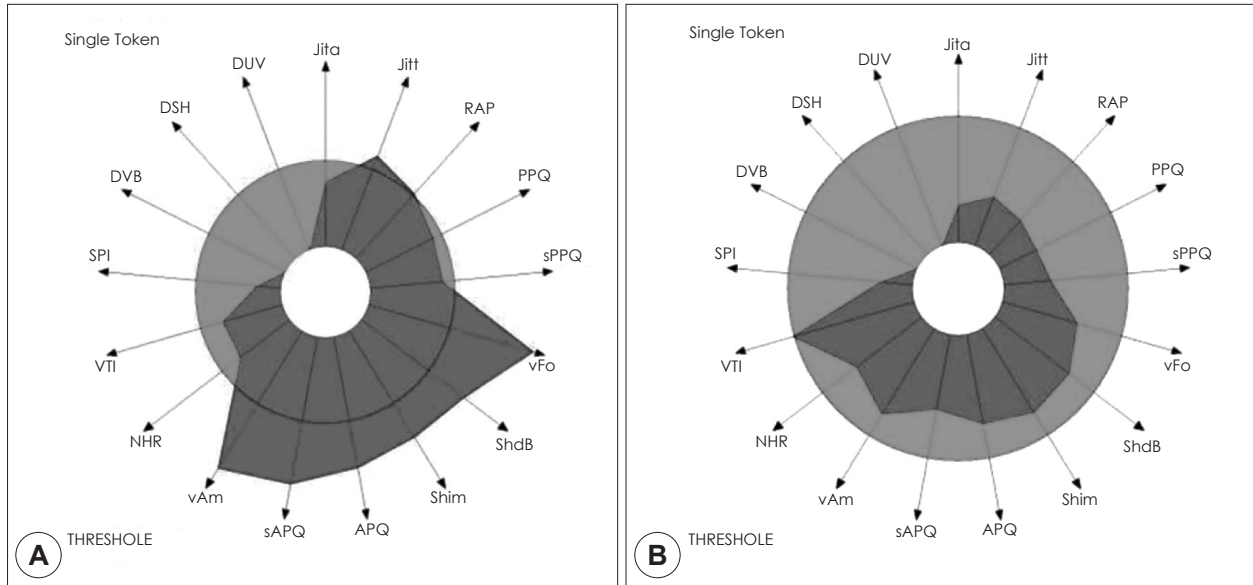 Single Token
Jita
Jitt
RAP
PPQ
sPPQ
vFo
ShdB
Shim
APQ
sAPQ
vAm
NHR
VTI
SPI
DVB
DSH
DUV
A
THRESHOLE
Single Token
Jita
Jitt
RAP
PPQ
sPPQ
vFo
ShdB
Shim
APQ
sAPQ
vAm
NHR
VTI
SPI
DVB
DSH
DUV
B
THRESHOLE